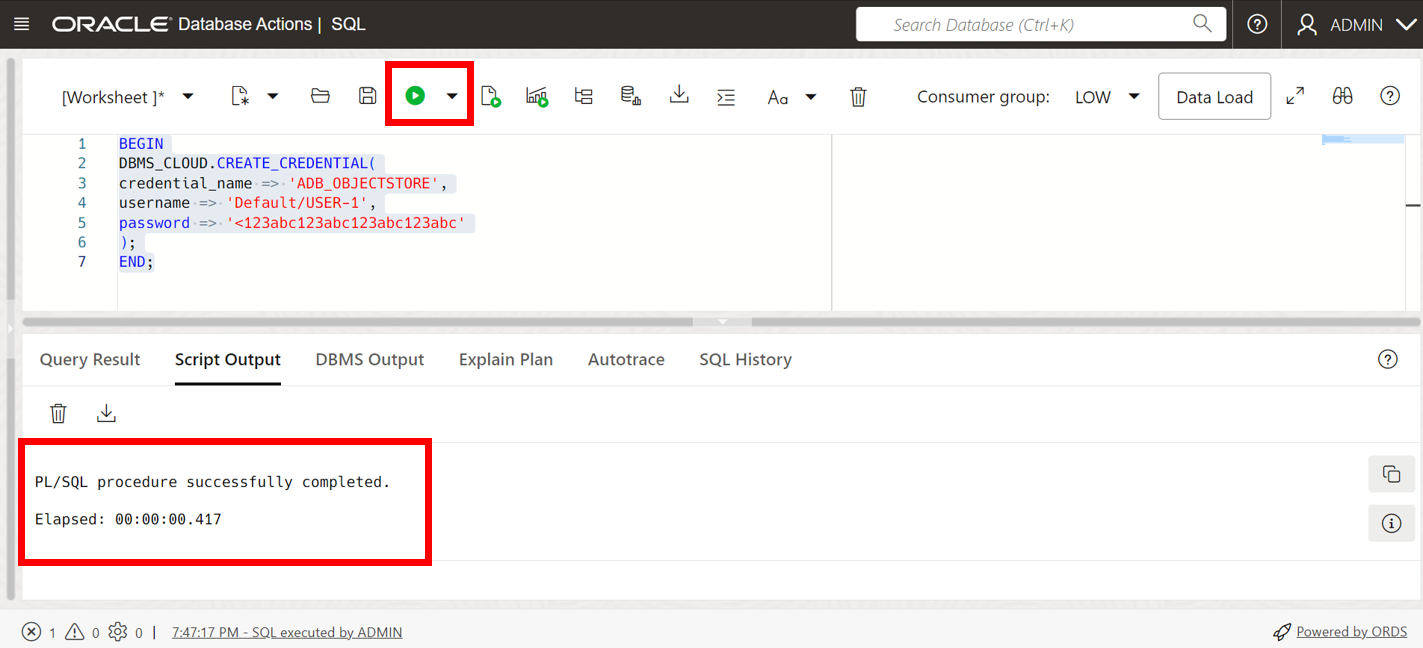 ORACLE Database Actions | SQL
Search Database (Ctrl+K)
ADMIN
[Worksheet ]*
Aa
Consumer group: LOW
Data Load
1 BEGIN
2 DBMS_CLOUD.CREATE_CREDENTIAL(
3 credential_name => 'ADB_OBJECTSTORE',
4 username => 'Default/USER-1',
5 password => '<123abc123abc123abc123abc'
6 );
7 END;
Query Result Script Output DBMS Output Explain Plan Autotrace SQL History
PL/SQL procedure successfully completed.
Elapsed: 00:00:00.417
1 0 0 | 7:47:17 PM - SQL executed by ADMIN
Powered by ORDS